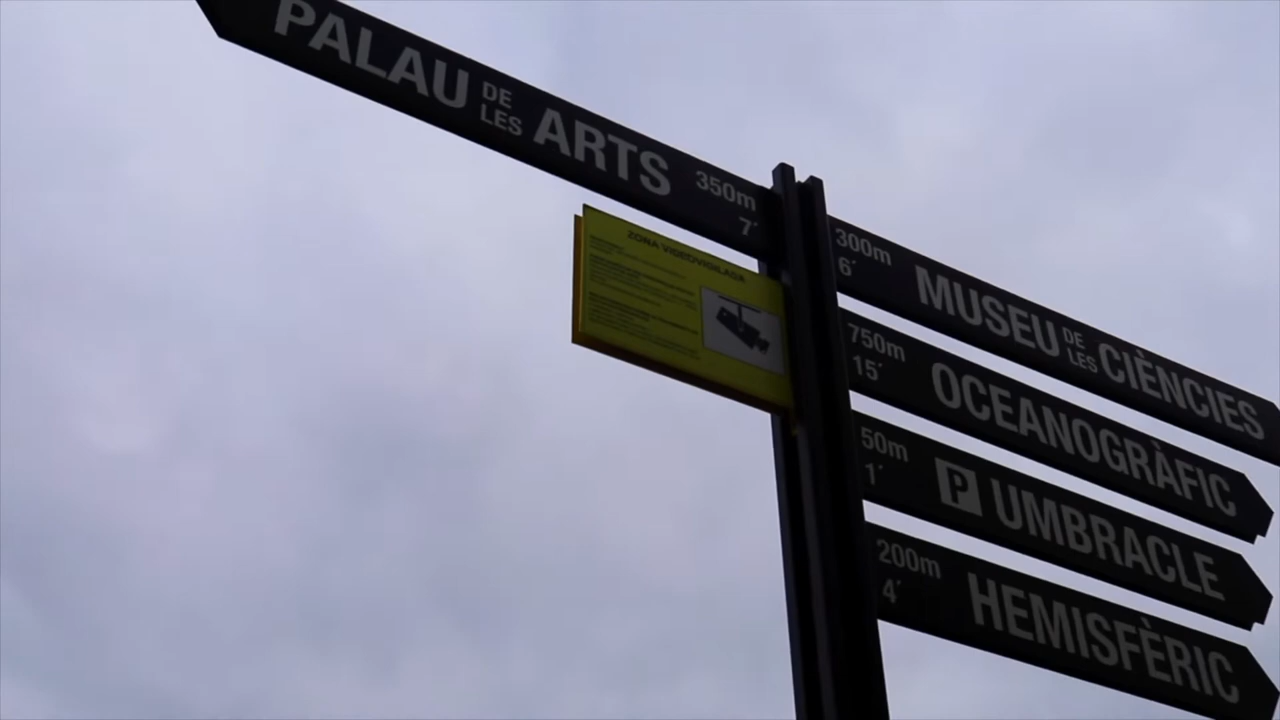 PALAU DE LES ARTS 350m 7'
ZONA VIDEOVIGILADA
300m 6' MUSEU DE LES CIÈNCIES
750m 15' OCEANOGRÀFIC
50m 1' P UMBRACLE
200m 4' HEMISFÈRIC